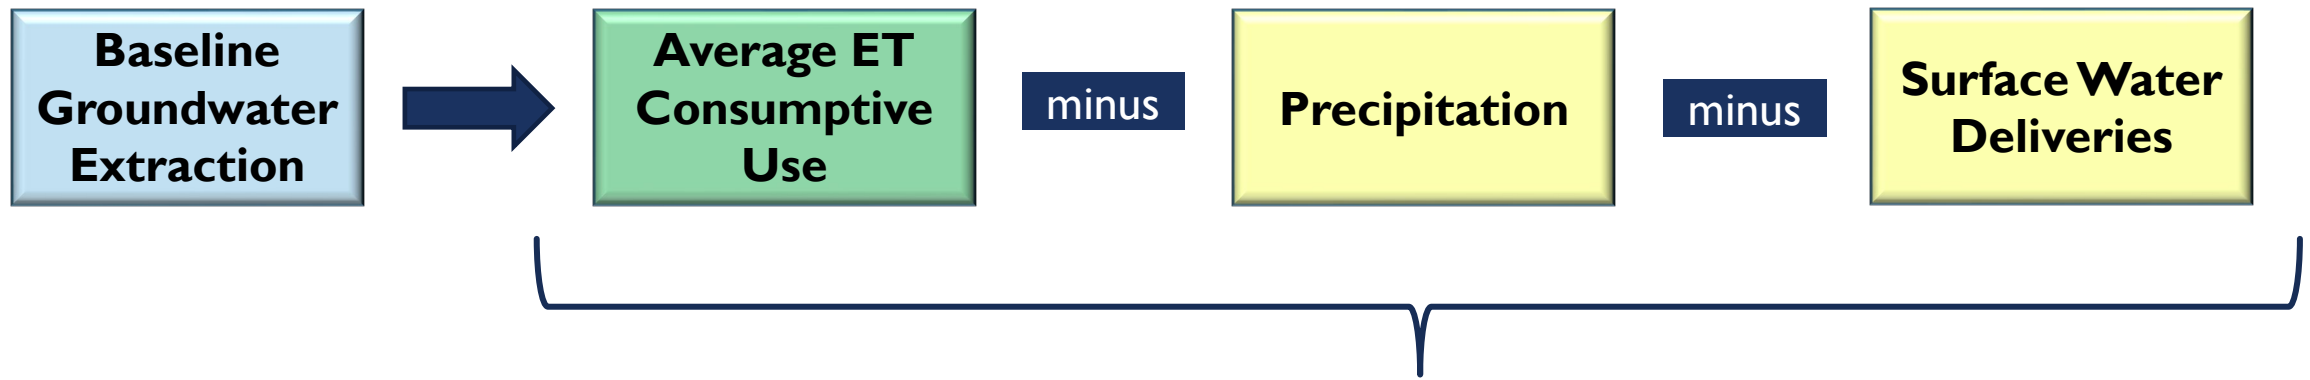 Baseline
Groundwater
Extraction
Average ET
Consumptive
Use
minus
Precipitation
minus
Surface Water
Deliveries